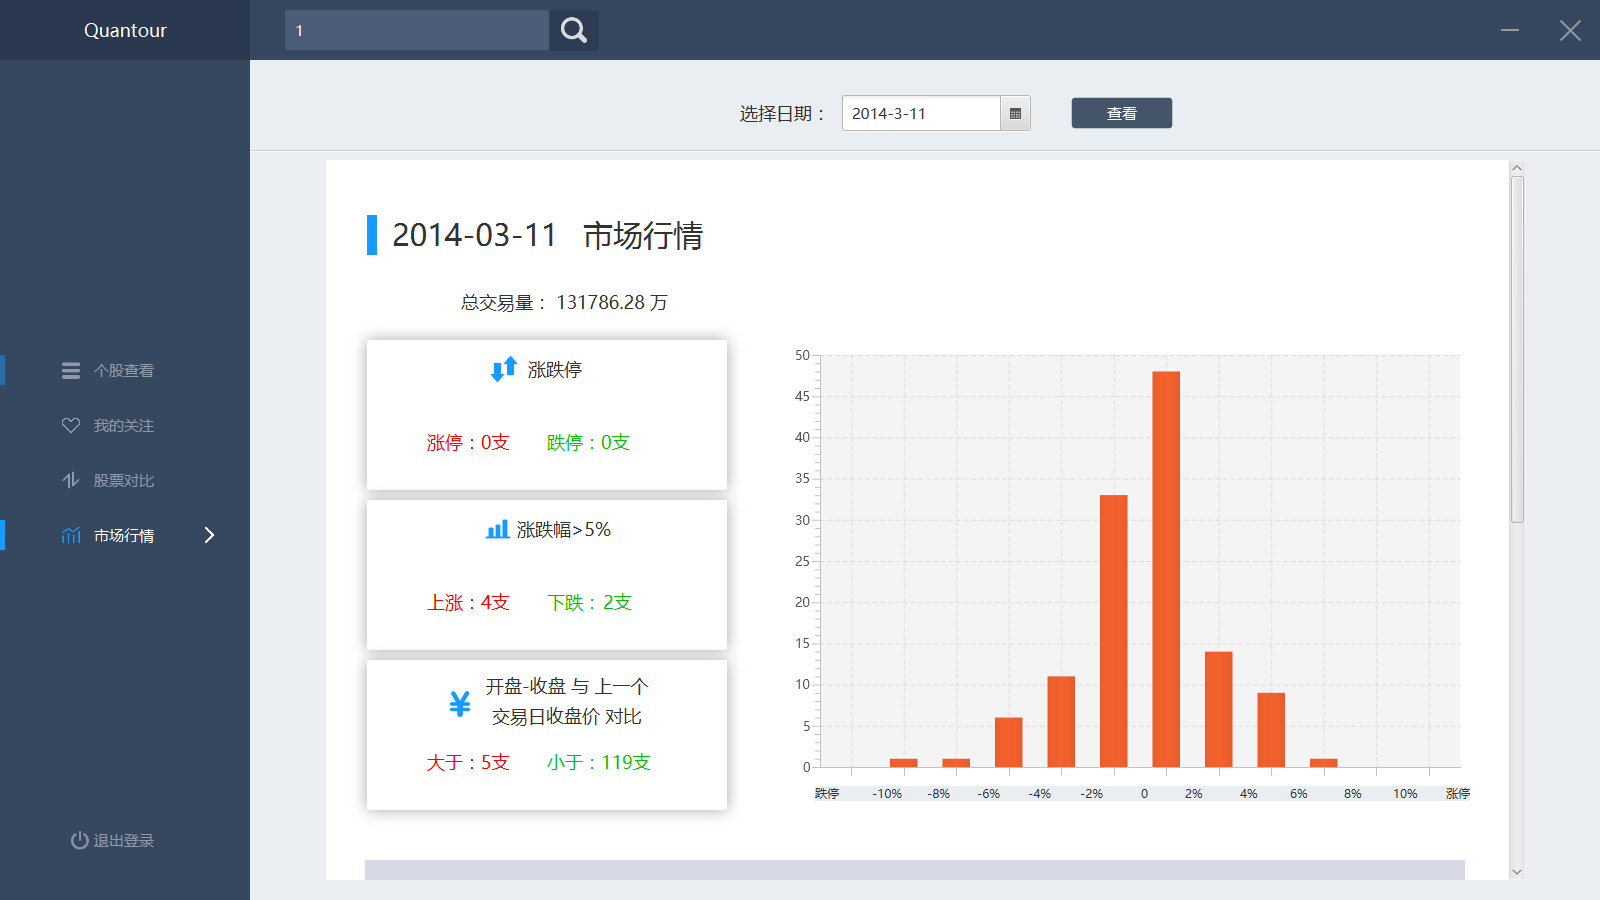 Quantour
1
选择日期：
2014-3-11
查看
2014-03-11 市场行情
总交易量： 131786.28 万
涨跌停
涨停：0支 跌停：0支
涨跌幅>5%
上涨：4支 下跌：2支
开盘-收盘 与 上一个
交易日收盘价 对比
大于：5支 小于：119支
50
45
40
35
30
25
20
15
10
5
0
跌停 -10% -8% -6% -4% -2% 0 2% 4% 6% 8% 10% 涨停
个股查看
我的关注
股票对比
市场行情
退出登录